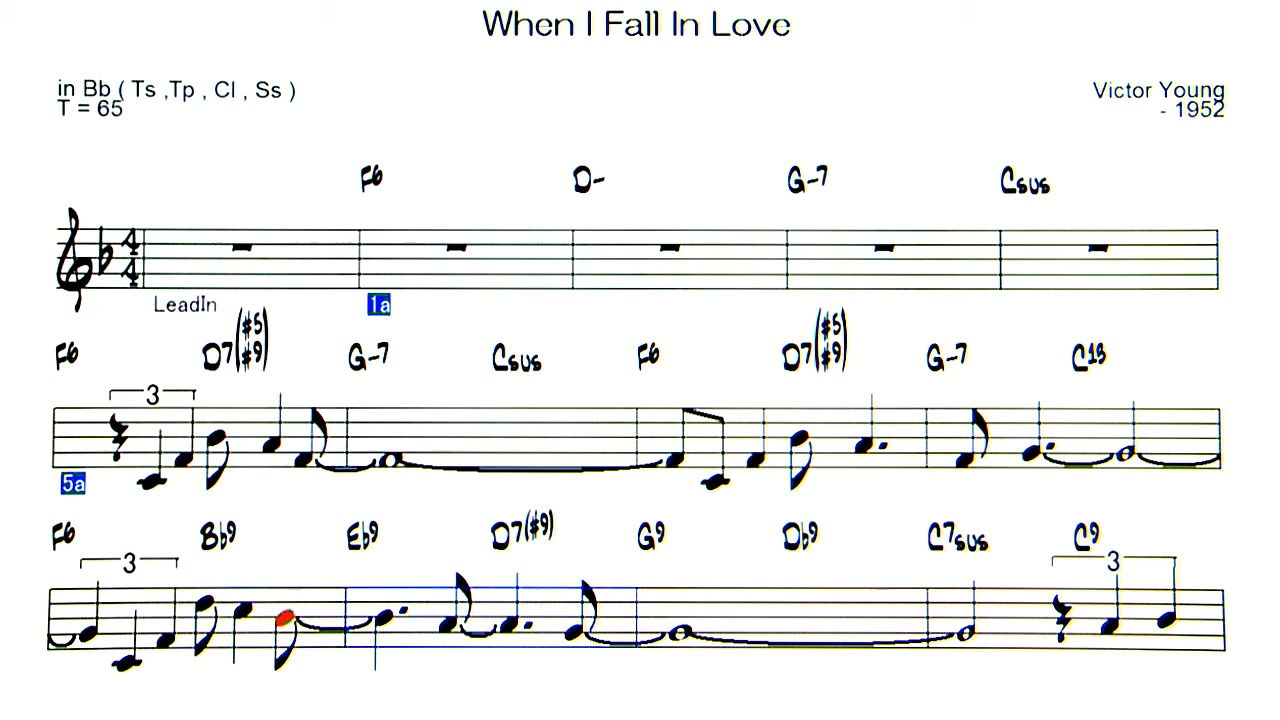 When I Fall In Love
in Bb ( Ts ,Tp , Cl , Ss )
Victor Young
T = 65
- 1952
F6 D- G-7 Csus
4
4
LeadIn 1a
F6 D7(#5 #9) G-7 Csus F6 D7(#5 #9) G-7 C13
3
5a
F6 Bb9 Eb9 D7(#9) G9 Db9 C7sus C9
3 3